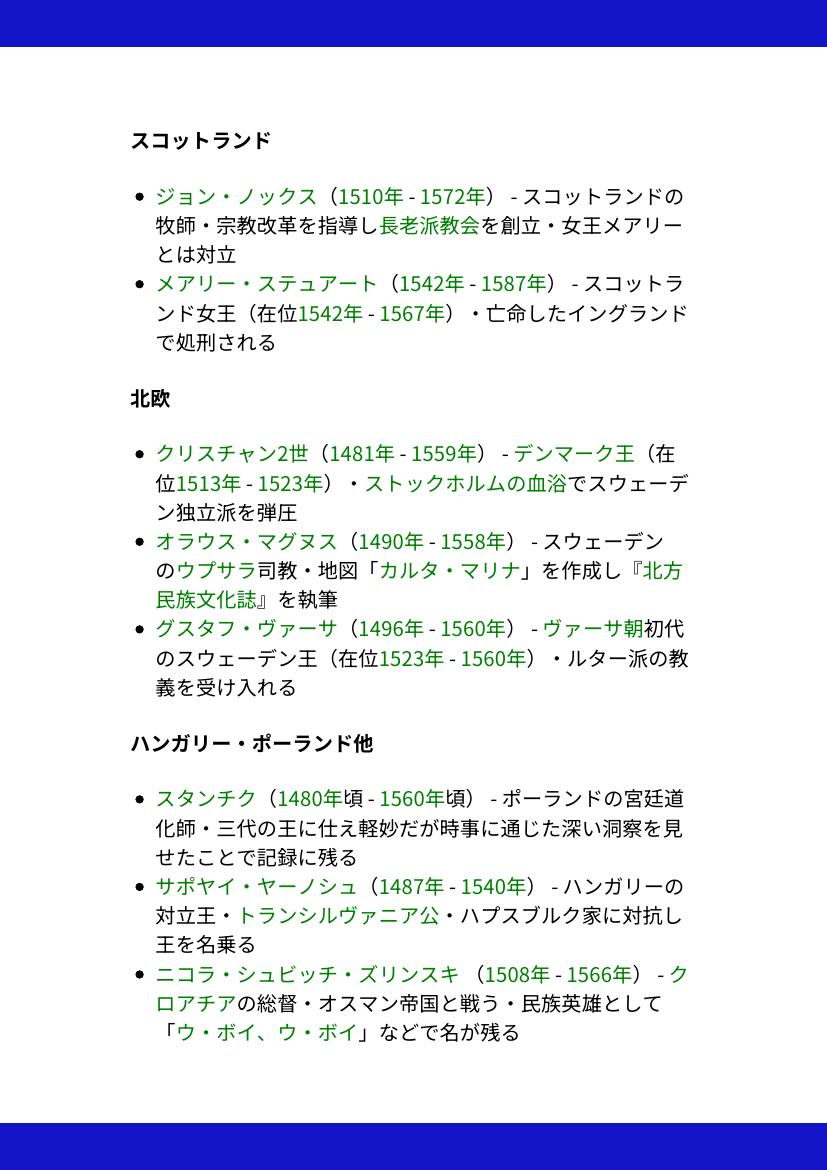 スコットランド
ジョン・ノックス（1510年 - 1572年） - スコットランドの
牧師・宗教改革を指導し長老派教会を創立・女王メアリー
とは対立
メアリー・ステュアート（1542年 - 1587年） - スコットラ
ンド女王（在位1542年 - 1567年）・亡命したイングランド
で処刑される
北欧
クリスチャン2世（1481年 - 1559年） - デンマーク王（在
位1513年 - 1523年）・ストックホルムの血浴でスウェーデ
ン独立派を弾圧
オラウス・マグヌス（1490年 - 1558年） - スウェーデン
のウプサラ司教・地図「カルタ・マリナ」を作成し『北方
民族文化誌』を執筆
グスタフ・ヴァーサ（1496年 - 1560年） - ヴァーサ朝初代
のスウェーデン王（在位1523年 - 1560年）・ルター派の教
義を受け入れる
ハンガリー・ポーランド他
スタンチク（1480年頃 - 1560年頃） - ポーランドの宮廷道
化師・三代の王に仕え軽妙だが時事に通じた深い洞察を見
せたことで記録に残る
サポヤイ・ヤーノシュ（1487年 - 1540年） - ハンガリーの
対立王・トランシルヴァニア公・ハプスブルク家に対抗し
王を名乗る
ニコラ・シュビッチ・ズリンスキ （1508年 - 1566年） - ク
ロアチアの総督・オスマン帝国と戦う・民族英雄として
「ウ・ボイ、ウ・ボイ」などで名が残る